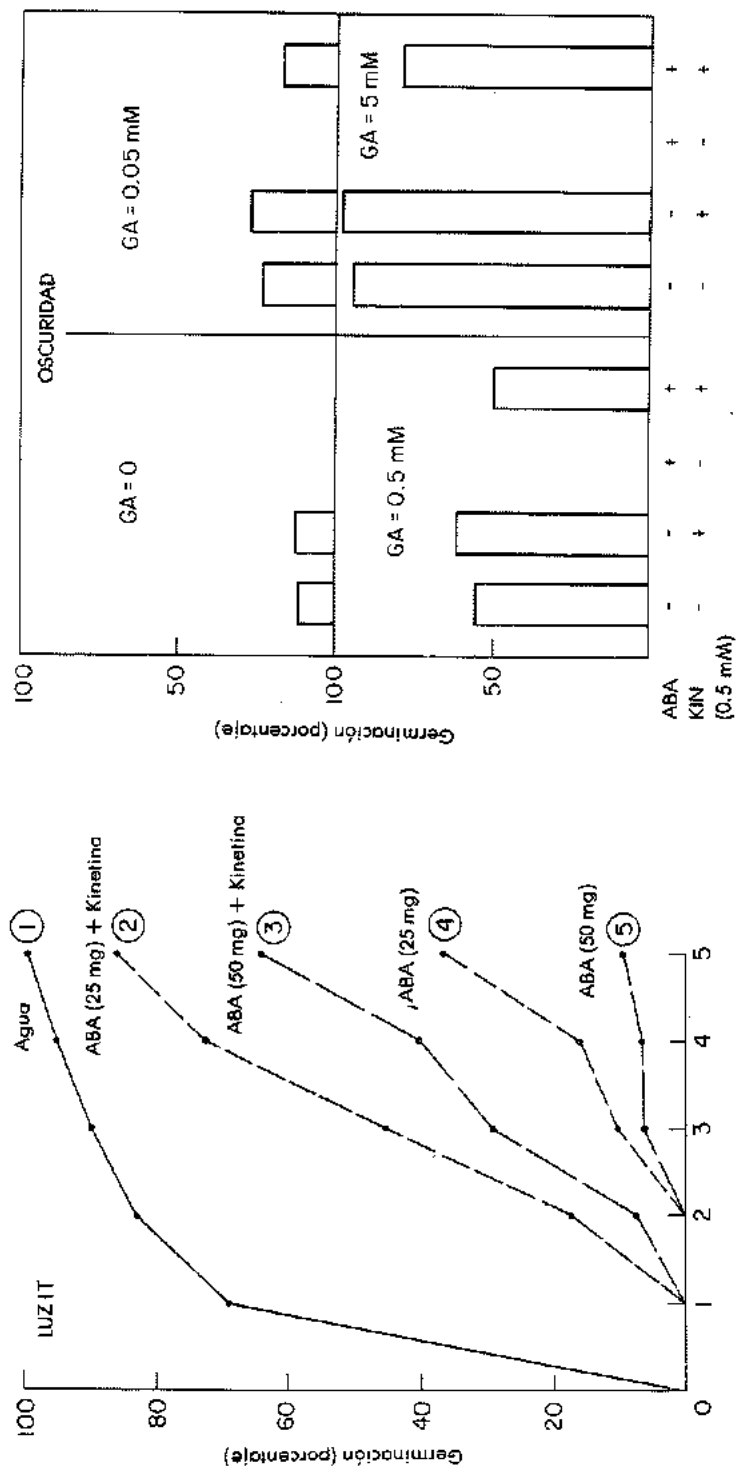 LUZ IT
Germinación (porcentaje)
100
80
60
40
20
0
1
2
3
4
5
Agua
1
ABA (25 mg) + Kinetina
2
ABA (50 mg) + Kinetina
3
ABA (25 mg)
4
ABA (50 mg)
5
OSCURIDAD
Germinación (porcentaje)
100
50
100
50
GA = 0
GA = 0.05 mM
GA = 0.5 mM
GA = 5 mM
ABA - - + + - - + +
KIN - + - + - + - +
(0.5 mM)